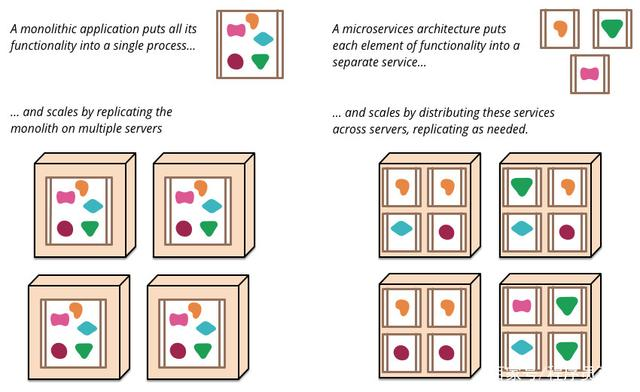 A monolithic application puts all its
functionality into a single process...
... and scales by replicating the
monolith on multiple servers
A microservices architecture puts
each element of functionality into a
separate service...
... and scales by distributing these services
across servers, replicating as needed.